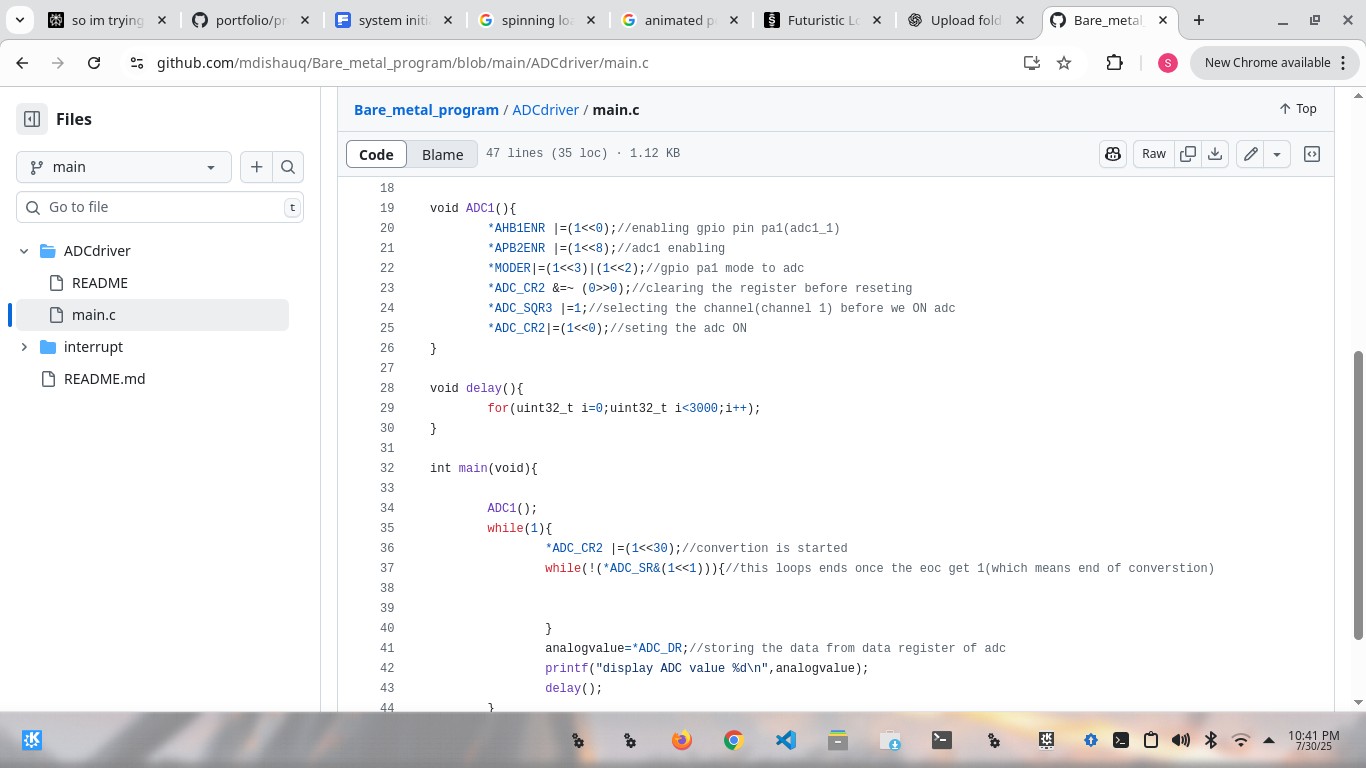 so im trying
portfolio/pr
system initi
spinning lo
animated p
Futuristic Lo
Upload fold
Bare_metal_
github.com/mdishauq/Bare_metal_program/blob/main/ADCdriver/main.c
S
New Chrome available
Files
main
Go to file
t
ADCdriver
README
main.c
interrupt
README.md
Bare_metal_program / ADCdriver / main.c
Top
Code
Blame
47 lines (35 loc) · 1.12 KB
Raw
18
19 void ADC1(){
20 *AHB1ENR |=(1<<0);//enabling gpio pin pa1(adc1_1)
21 *APB2ENR |=(1<<8);//adc1 enabling
22 *MODER|=(1<<3)|(1<<2);//gpio pa1 mode to adc
23 *ADC_CR2 &=~ (0>>0);//clearing the register before reseting
24 *ADC_SQR3 |=1;//selecting the channel(channel 1) before we ON adc
25 *ADC_CR2|=(1<<0);//seting the adc ON
26 }
27
28 void delay(){
29 for(uint32_t i=0;uint32_t i<3000;i++);
30 }
31
32 int main(void){
33
34 ADC1();
35 while(1){
36 *ADC_CR2 |=(1<<30);//convertion is started
37 while(!(*ADC_SR&(1<<1))){//this loops ends once the eoc get 1(which means end of converstion)
38
39
40 }
41 analogvalue=*ADC_DR;//storing the data from data register of adc
42 printf("display ADC value %d\n",analogvalue);
43 delay();
44 }
10:41 PM
7/30/25